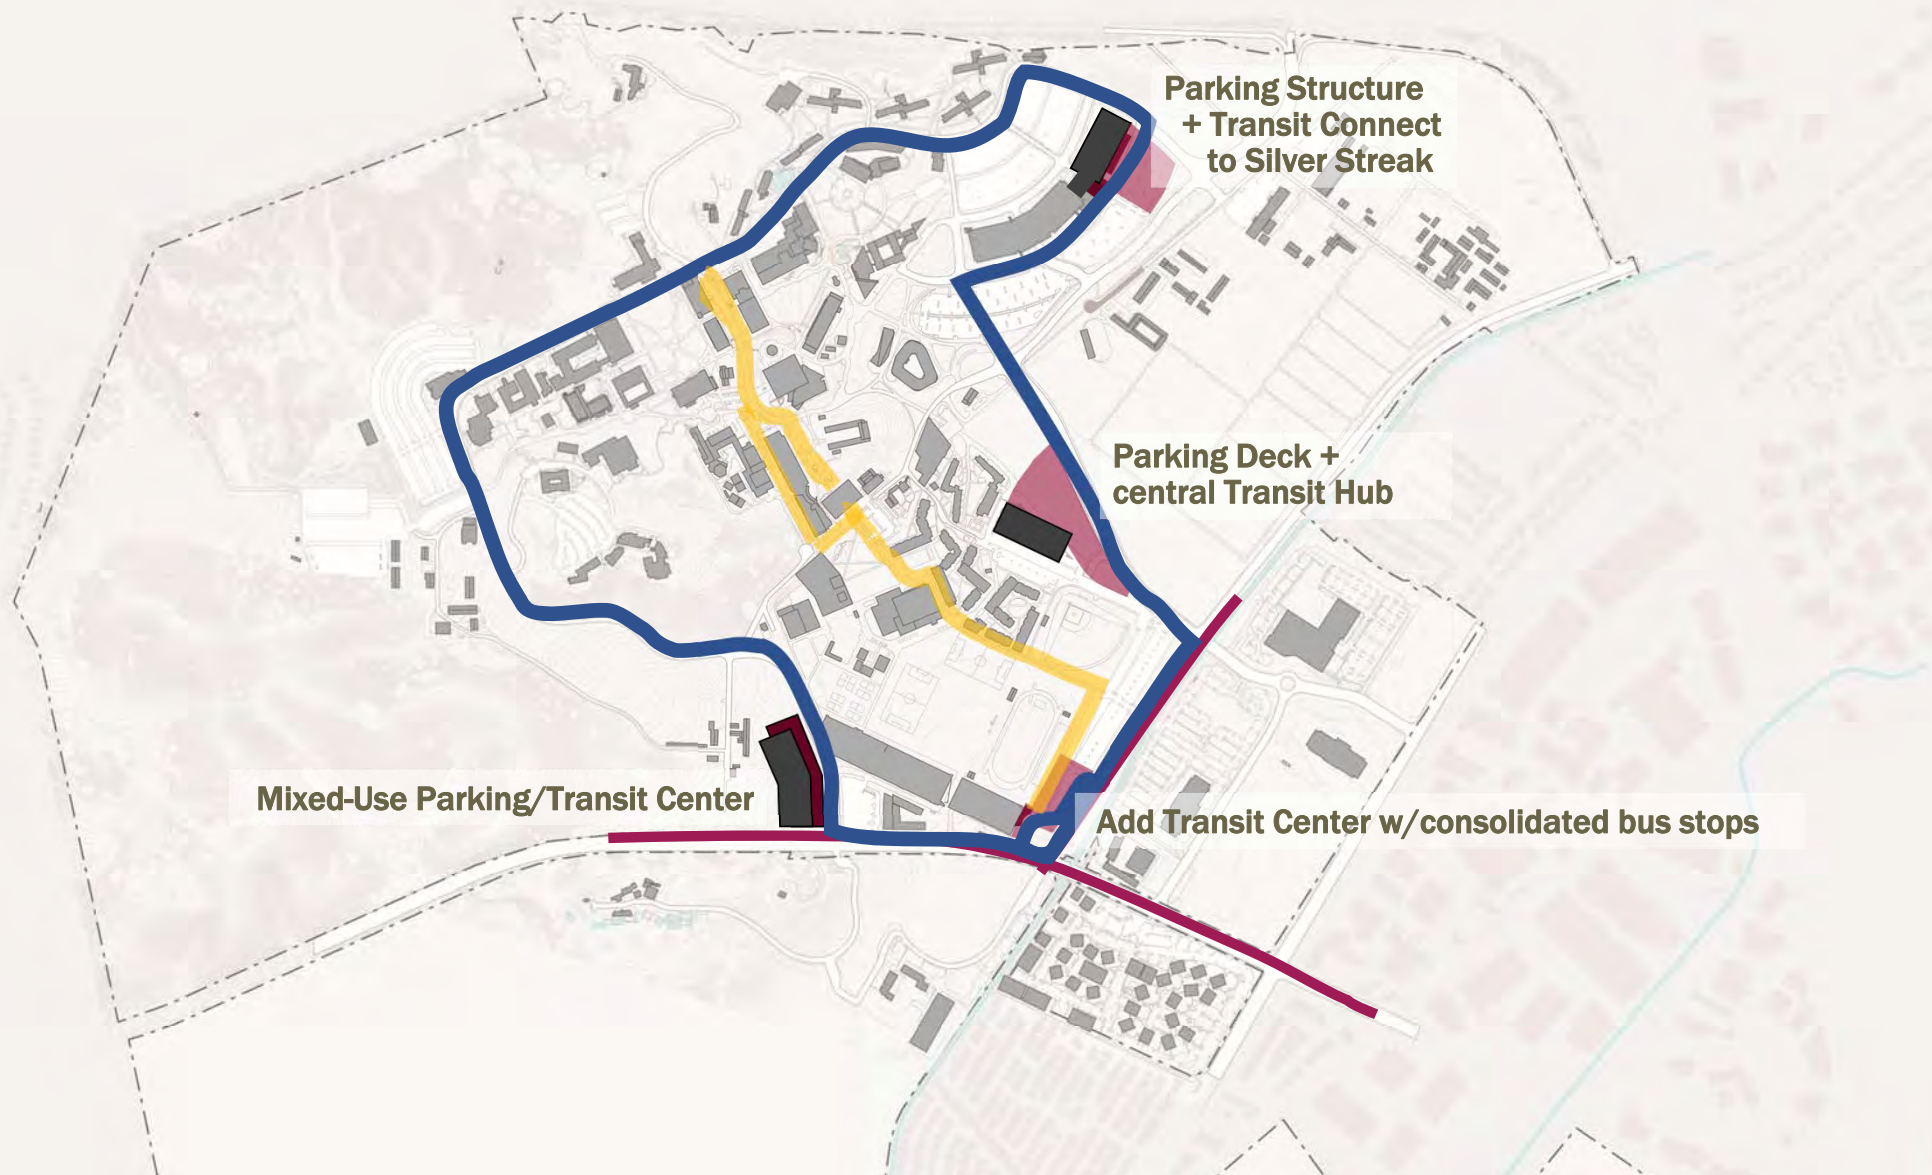 Parking Structure
+ Transit Connect
to Silver Streak
Parking Deck +
central Transit Hub
Mixed-Use Parking/Transit Center
Add Transit Center w/consolidated bus stops